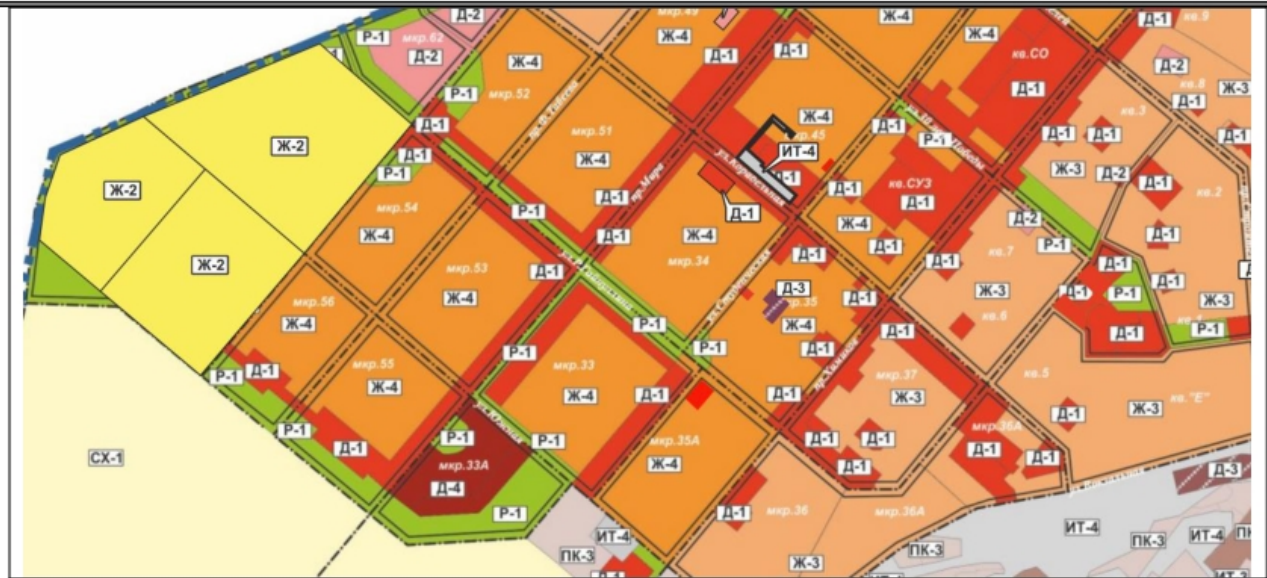 Д-2
мкр.49
Ж-4
Д-1
кв.9
Р-1
мкр.62
Д-2
Ж-4
Д-1
Д-1
Ж-4
кв.СО
Д-2
кв.8
Ж-3
Ж-4
Р-1
мкр.52
Д-1
Д-1
кв.3
Д-1
Ж-2
Д-1
мкр.51
Ж-4
Д-1
Р-1
Д-1
Д-1
Д-1
ИТ-4
Ж-4
пр.Мира
ул.Корабельная
Ж-3
Д-2
Д-1
Ж-2
Р-1
Д-1
Д-1
кв.СУЗ
Д-1
кв.2
мкр.54
Р-1
Д-1
Ж-4
Д-2
Ж-4
Д-1
Ж-4
Д-1
Д-1
кв.7
Р-1
Д-1
Ж-2
мкр.53
Д-1
мкр.34
Д-1
Д-1
Д-1
Ж-4
Д-3
Ж-3
Д-1
Р-1
Д-1
мкр.56
Д-1
Ж-3
Ж-4
Р-1
Ж-4
кв.6
кв.1
Р-1
Д-1
Д-1
Р-1
Р-1
Д-1
мкр.55
мкр.33
Р-1
Д-1
Д-1
мкр.37
кв.5
Ж-4
Ж-4
Д-1
Д-1
Ж-3
кв."Е"
Ж-3
Р-1
Р-1
Р-1
Д-1
Д-1
мкр.36А
Д-1
мкр.35А
Д-1
СХ-1
мкр.33А
Ж-4
Д-1
Д-1
Д-3
Д-4
Р-1
Д-1
мкр.36
мкр.36А
ИТ-4
ИТ-4
ПК-3
ИТ-4
ПК-3
Ж-3
ПК-3
Д-1
ИТ-4
ИТ-3